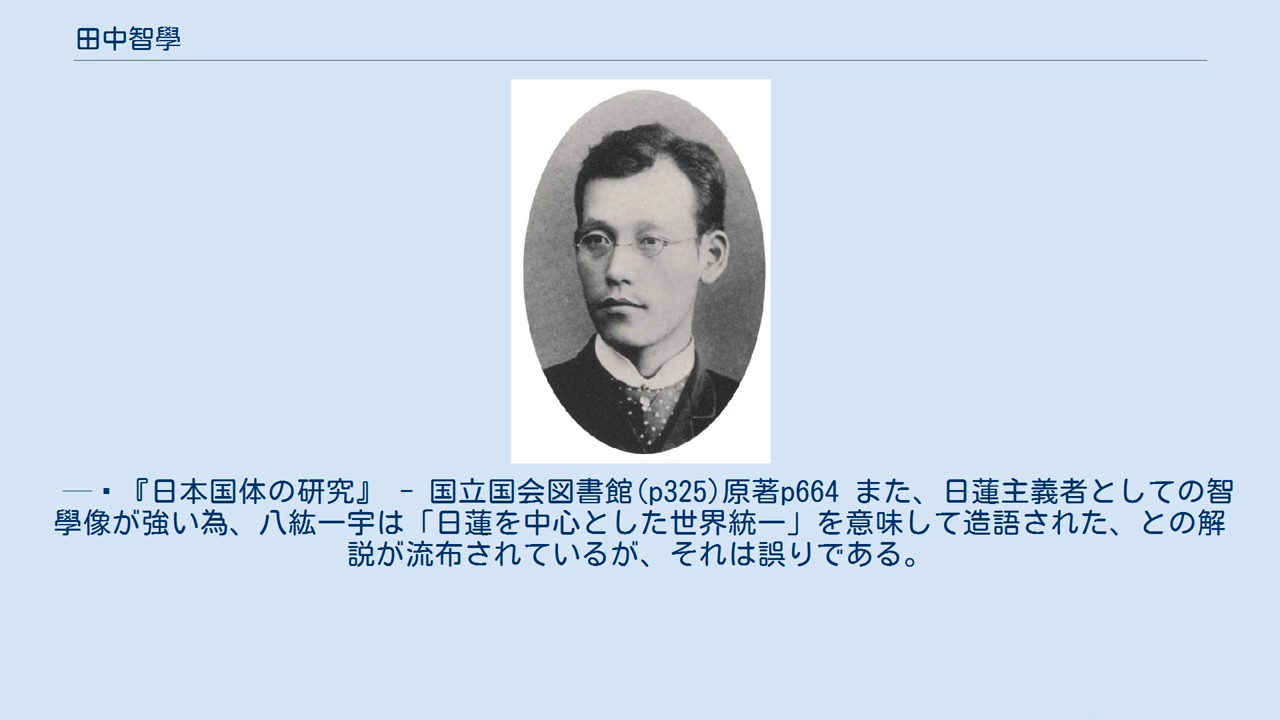 田中智學
―▪『日本国体の研究』 - 国立国会図書館(p325)原著p664 また、日蓮主義者としての智
學像が強い為、八紘一宇は「日蓮を中心とした世界統一」を意味して造語された、との解
説が流布されているが、それは誤りである。